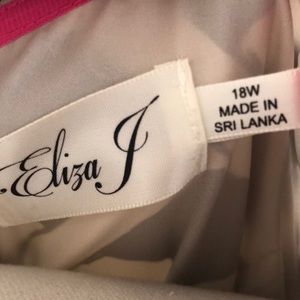 Eliza J
18W
MADE IN
SRI LANKA